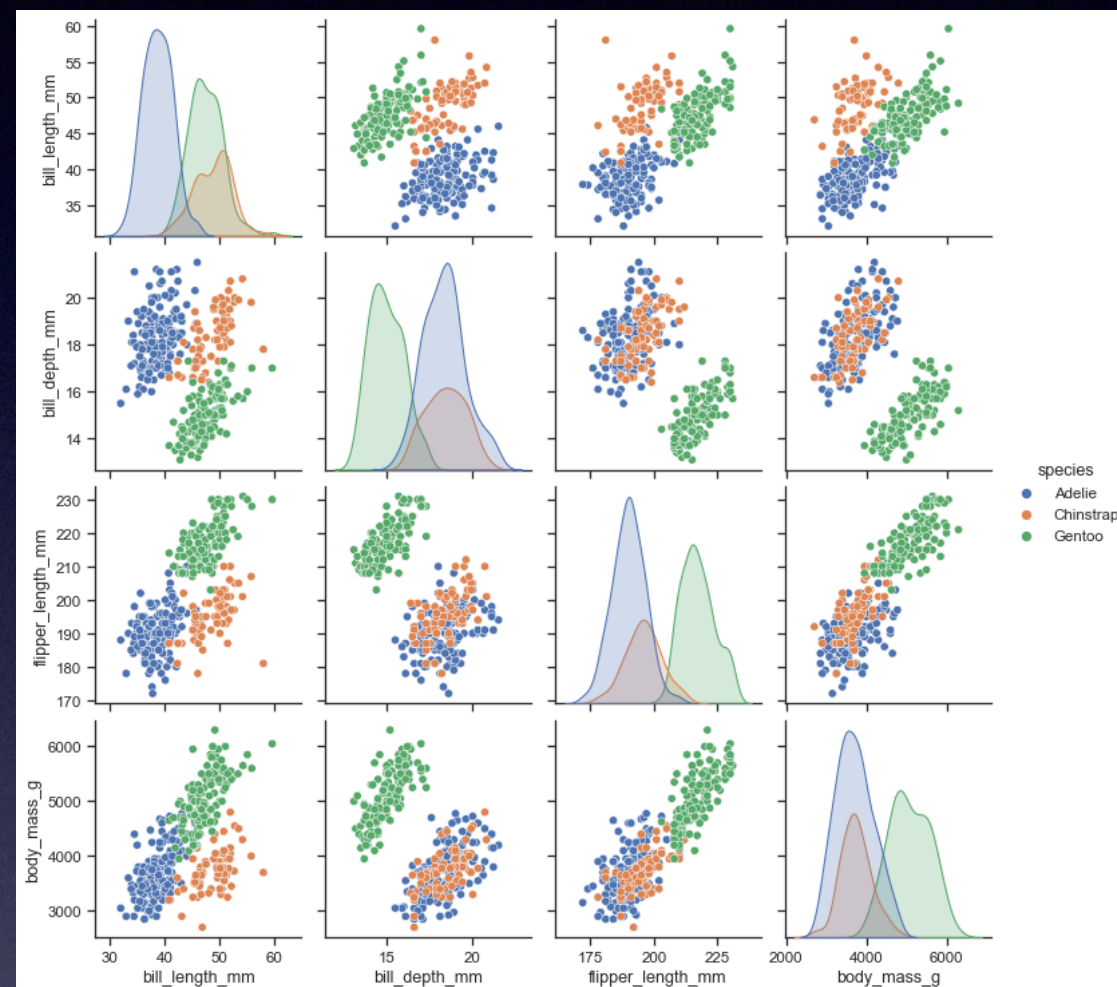 60
55
50
45
40
35
bill_length_mm
20
18
16
14
bill_depth_mm
230
220
210
200
190
180
170
flipper_length_mm
6000
5000
4000
3000
body_mass_g
30 40 50 60
bill_length_mm
15 20
bill_depth_mm
175 200 225
flipper_length_mm
2000 4000 6000
body_mass_g
species
Adelie
Chinstrap
Gentoo